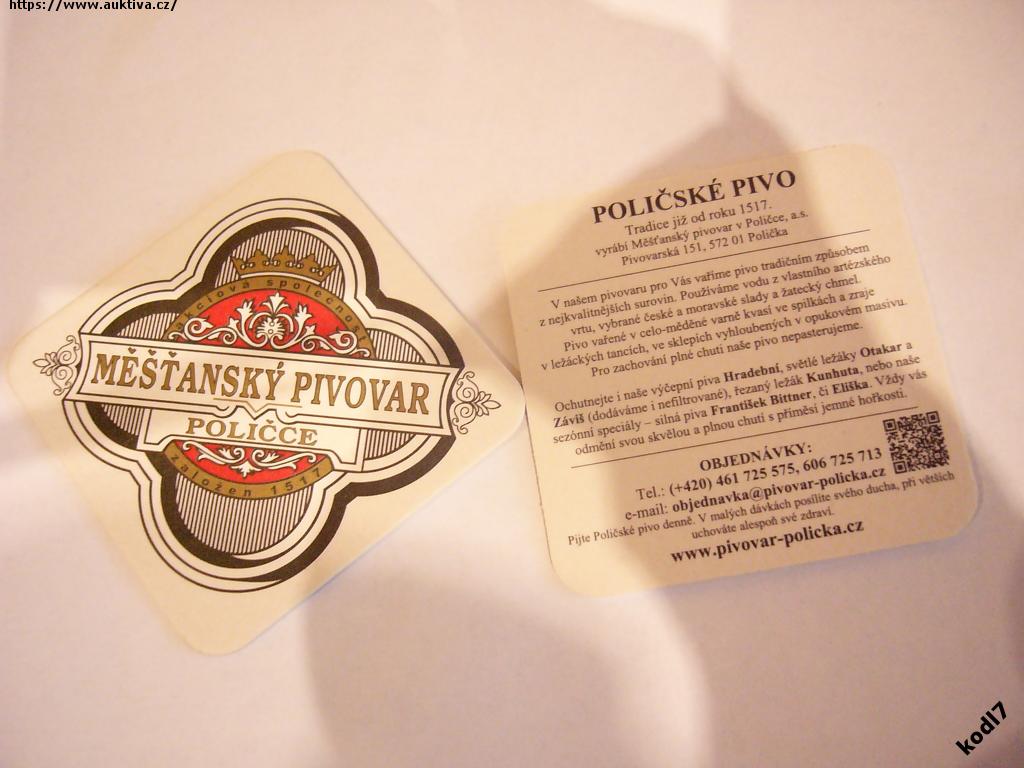 https://www.auktiva.cz/
akciová společnost
MĚŠŤANSKÝ PIVOVAR
POLIČCE
založen 1517
POLIČSKÉ PIVO
Tradice již od roku 1517.
vyrábí Měšťanský pivovar v Poličce, a.s.
Pivovarská 151, 572 01 Polička
V našem pivovaru pro Vás vaříme pivo tradičním způsobem
z nejkvalitnějších surovin. Používáme vodu z vlastního artézského
vrtu, vybrané české a moravské slady a žatecký chmel.
Pivo vařené v celo-měděné varně kvasí ve spilkách a zraje
v ležáckých tancích, ve sklepích vyhloubených v opukovém masivu.
Pro zachování plné chuti naše pivo nepasterujeme.
Ochutnejte i naše výčepní piva Hradební, světlé ležáky Otakar a
Záviš (dodáváme i nefiltrované), řezaný ležák Kunhuta, nebo naše
sezónní speciály – silná piva František Bittner, či Eliška. Vždy vás
odmění svou skvělou a plnou chutí s příměsí jemné hořkosti.
OBJEDNÁVKY:
Tel.: (+420) 461 725 575, 606 725 713
e-mail: objednavka@pivovar-policka.cz
Pijte Poličské pivo denně. V malých dávkách posílíte svého ducha, při větších
uchováte alespoň své zdraví.
www.pivovar-policka.cz
kodl7